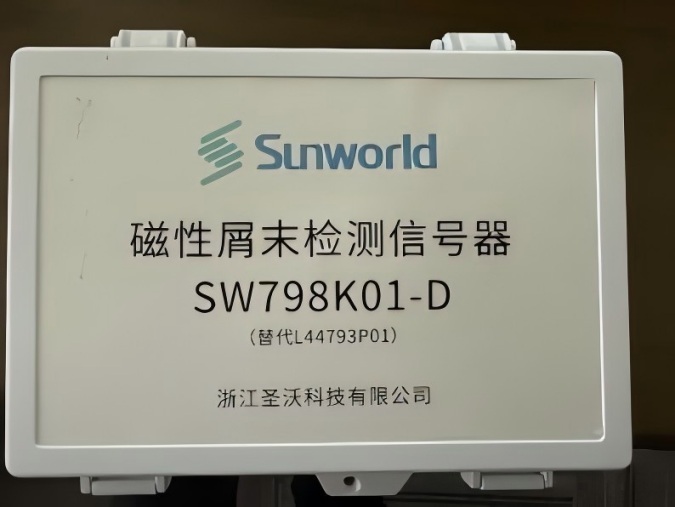 Sunworld
磁性屑末检测信号器
SW798K01-D
（替代L44793P01）
浙江圣沃科技有限公司